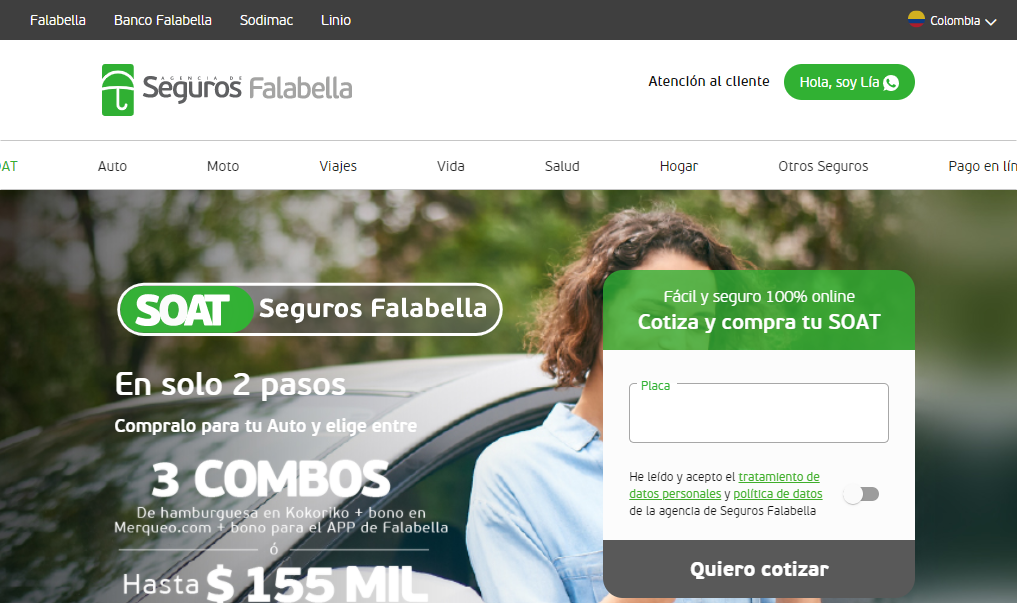 Falabella Banco Falabella Sodimac Linio Colombia
AGENCIA DE
Seguros Falabella
Atención al cliente Hola, soy Lía
OAT Auto Moto Viajes Vida Salud Hogar Otros Seguros Pago en lín
SOAT Seguros Falabella
En solo 2 pasos
Compralo para tu Auto y elige entre
3 COMBOS
De hamburguesa en Kokoriko + bono en
Merqueo.com + bono para el APP de Falabella
ó
Hasta $ 155 MIL
Fácil y seguro 100% online
Cotiza y compra tu SOAT
Placa
He leído y acepto el tratamiento de
datos personales y política de datos
de la agencia de Seguros Falabella
Quiero cotizar